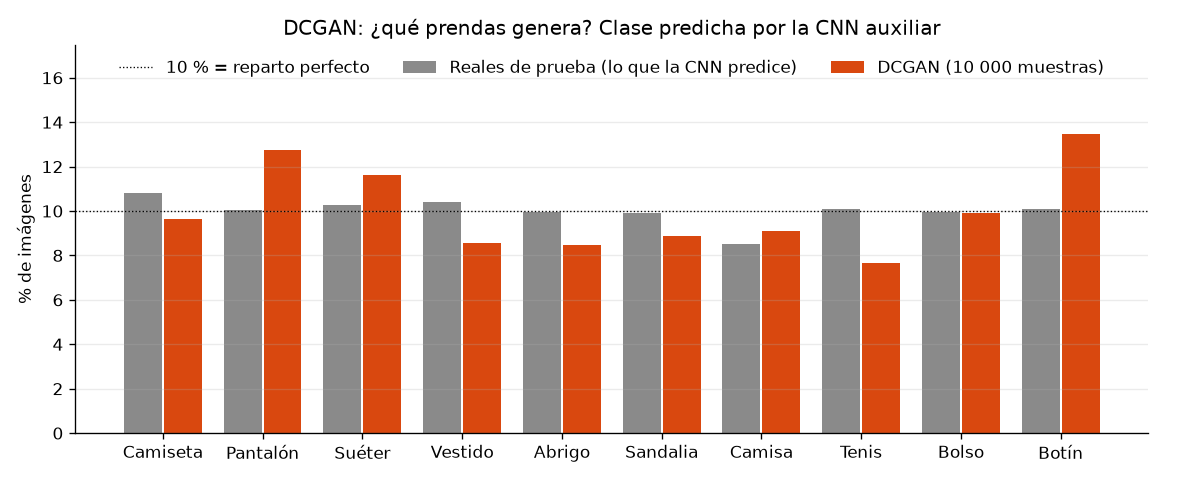 DCGAN: ¿qué prendas genera? Clase predicha por la CNN auxiliar
10 % = reparto perfecto
Reales de prueba (lo que la CNN predice)
DCGAN (10 000 muestras)
% de imágenes
16
14
12
10
8
6
4
2
0
Camiseta
Pantalón
Suéter
Vestido
Abrigo
Sandalia
Camisa
Tenis
Bolso
Botín